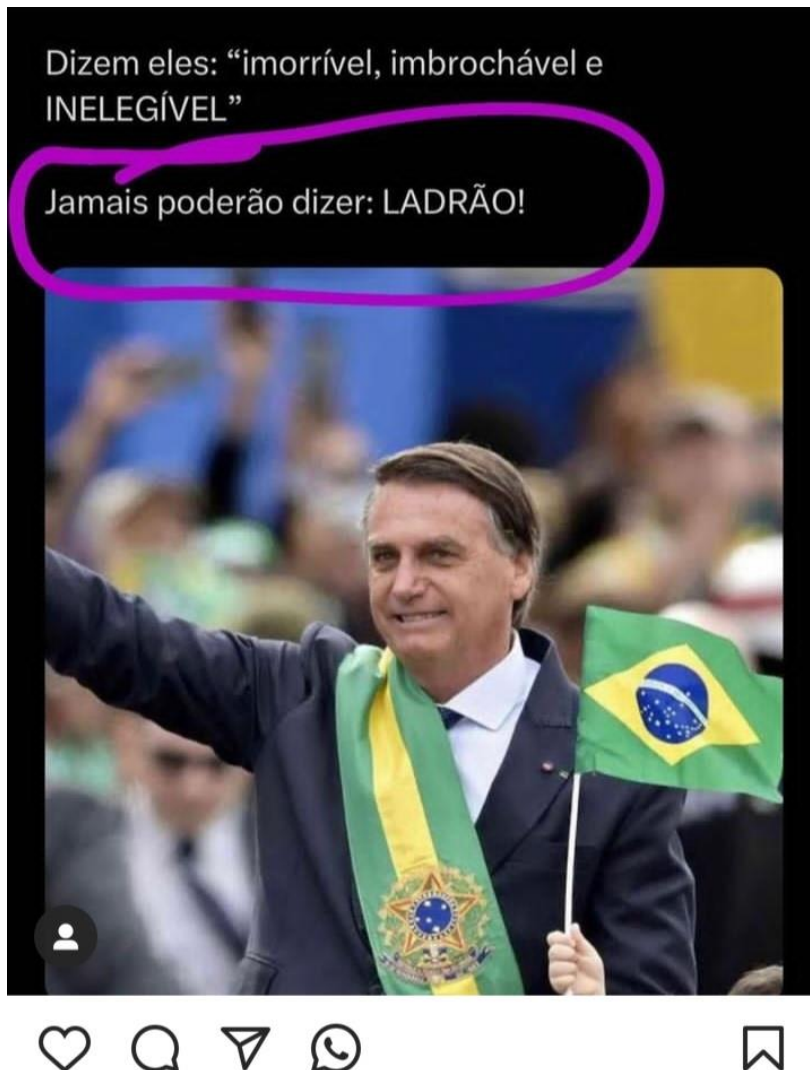 Dizem eles: “imorrível, imbrochável e
INELEGÍVEL”
Jamais poderão dizer: LADRÃO!